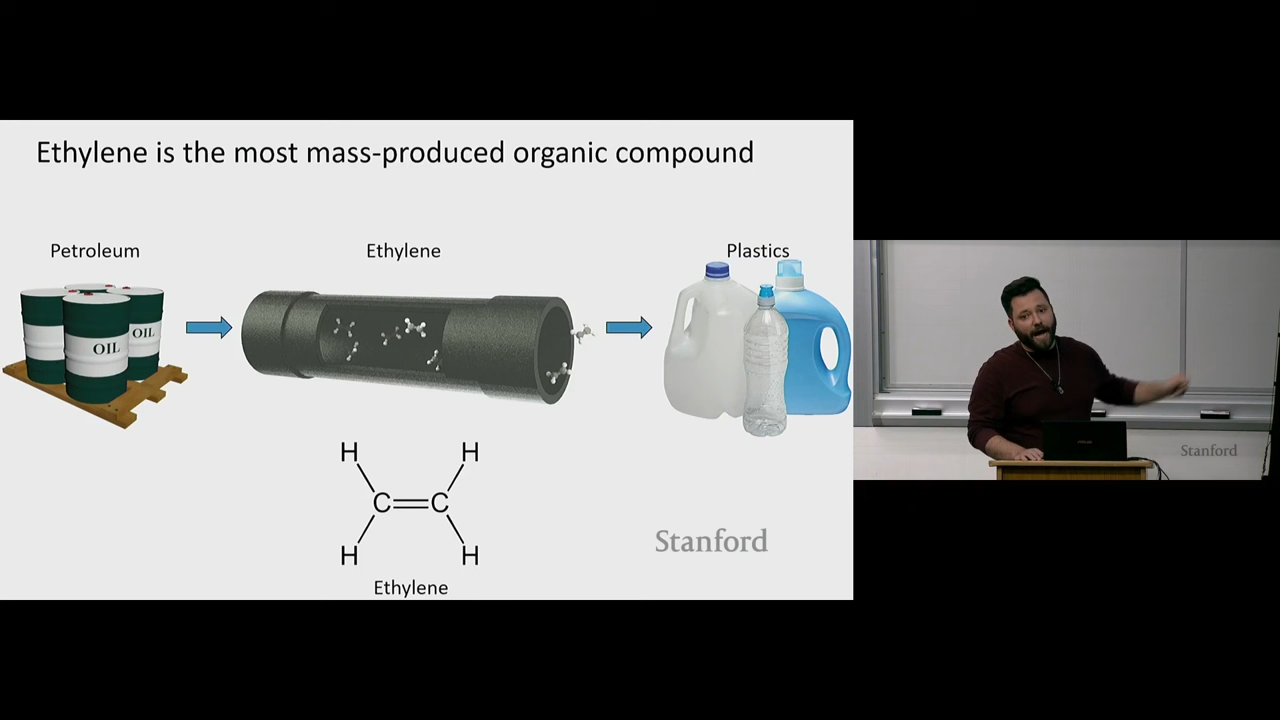 Ethylene is the most mass-produced organic compound
Petroleum
Ethylene
Plastics
OIL
OIL
H H
C C
H H
Ethylene
Stanford
Stanford